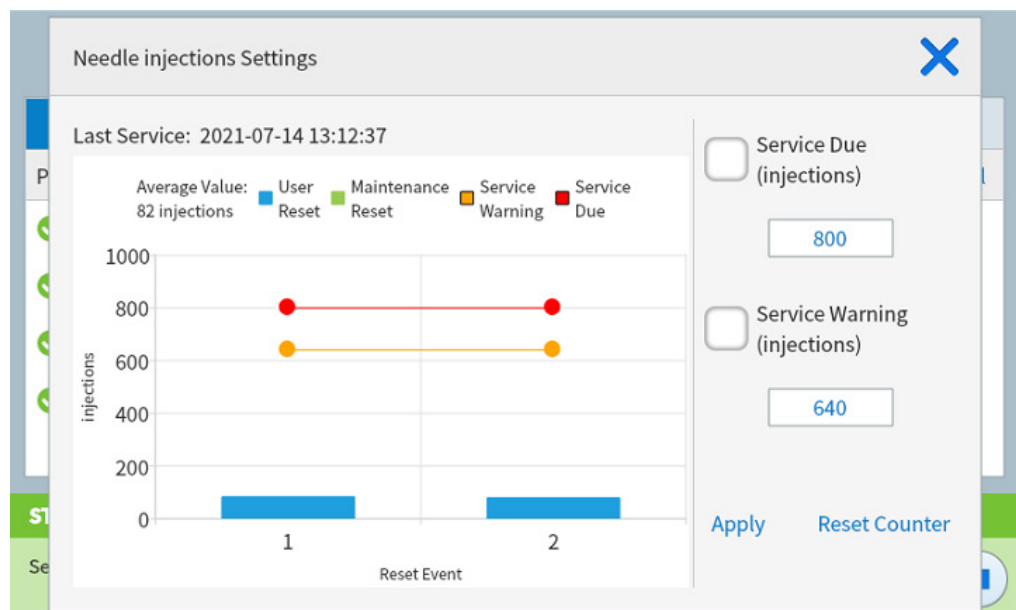 Needle injections Settings
Last Service: 2021-07-14 13:12:37
Average Value:
82 injections
User
Reset
Maintenance
Reset
Service
Warning
Service
Due
1000
800
600
400
200
0
injections
1
2
Reset Event
Service Due
(injections)
800
Service Warning
(injections)
640
Apply
Reset Counter
P
l
ST
Se